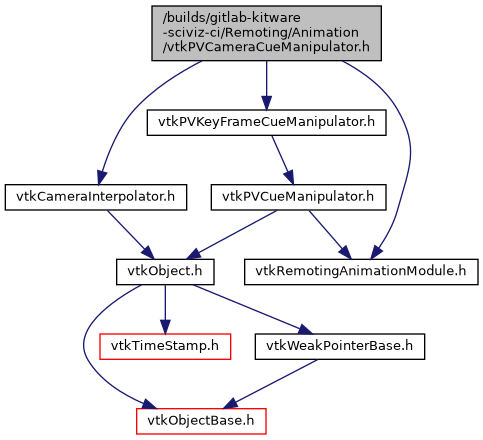 /builds/gitlab-kitware
-sciviz-ci/Remoting/Animation
/vtkPVCameraCueManipulator.h
vtkPVKeyFrameCueManipulator.h
vtkCameraInterpolator.h
vtkPVCueManipulator.h
vtkObject.h
vtkRemotingAnimationModule.h
vtkTimeStamp.h
vtkWeakPointerBase.h
vtkObjectBase.h